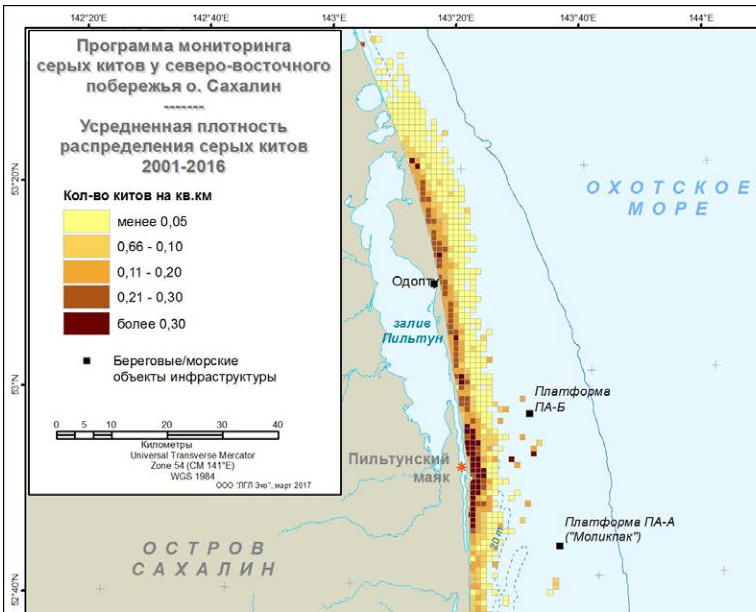 142°20'E
142°40'E
143°E
143°20'E
143°40'E
144°E
Программа мониторинга
серых китов у северо-восточного
побережья о. Сахалин
-------
Усредненная плотность
распределения серых китов
2001-2016
Кол-во китов на кв.км
менее 0,05
0,66 - 0,10
0,11 - 0,20
0,21 - 0,30
более 0,30
Береговые/морские
объекты инфраструктуры
0 5 10 20 30 40
Километры
Universal Transverse Mercator
Zone 54 (CM 141°E)
WGS 1984
ООО "ЛГЛ Эко", март 2017
53°20'N
53°N
52°40'N
ОХОТСКОЕ
МОРЕ
Одопту
залив
Пильтун
Платформа
ПА-Б
Пильтунский
маяк
Платформа ПА-А
("Моликпак")
20 m
ОСТРОВ
САХАЛИН